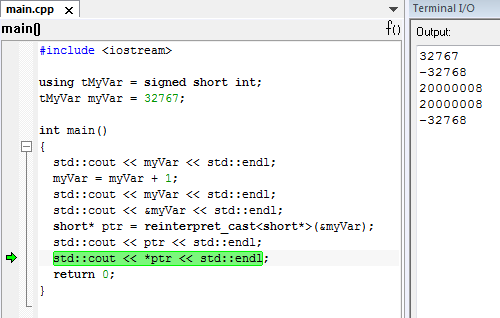 main.cpp
Terminal I/O
main()
f()
Output:
#include <iostream>
using tMyVar = signed short int;
tMyVar myVar = 32767;
int main()
{
std::cout << myVar << std::endl;
myVar = myVar + 1;
std::cout << myVar << std::endl;
std::cout << &myVar << std::endl;
short* ptr = reinterpret_cast<short*>(&myVar);
std::cout << ptr << std::endl;
std::cout << *ptr << std::endl;
return 0;
}
32767
-32768
20000008
20000008
-32768